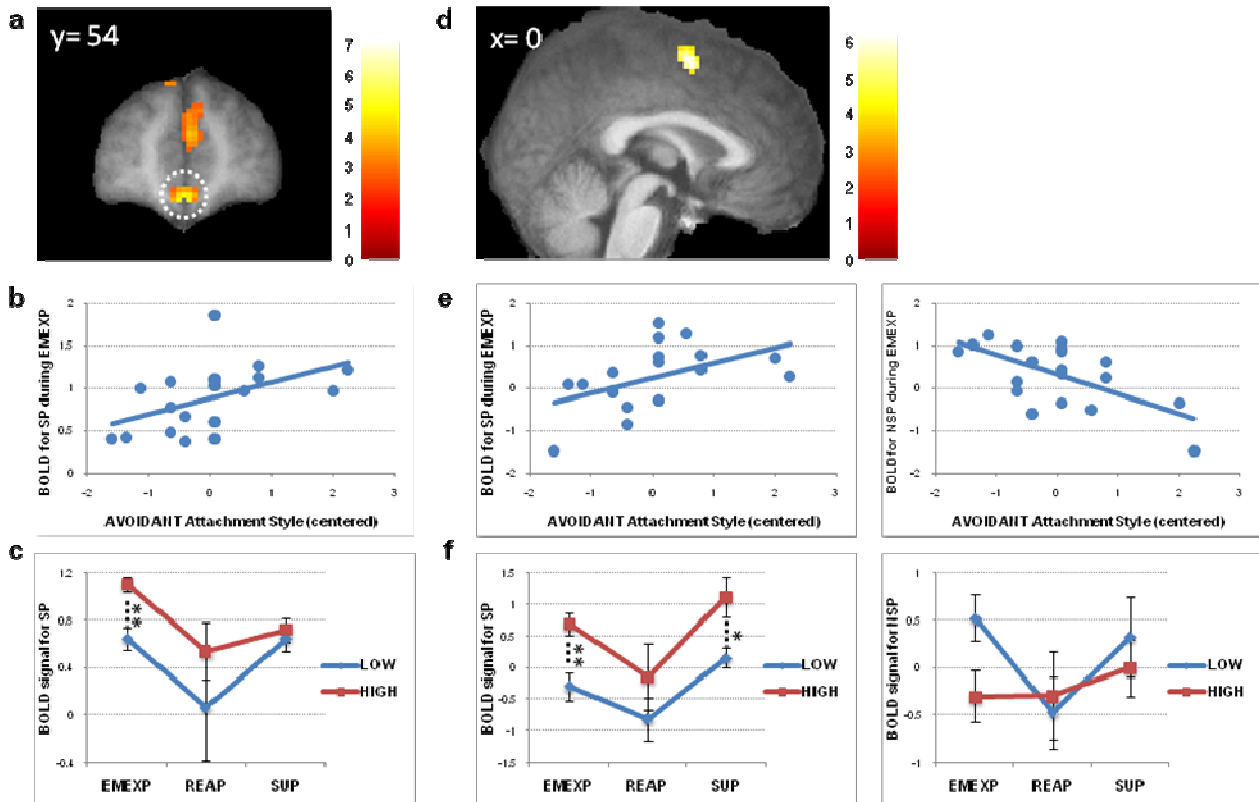 a
y= 54
7
6
5
4
3
2
1
0
d
x= 0
6
5
4
3
2
1
0
b
BOLD for SP during EMEXP
2
1.5
1
0.5
0
-2
-1
0
1
2
3
AVOIDANT Attachment Style (centered)
e
BOLD for SP during EMEXP
2
1
0
-1
-2
-2
-1
0
1
2
3
AVOIDANT Attachment Style (centered)
BOLD for NSP during EMEXP
2
1
0
-1
-2
-2
-1
0
1
2
3
AVOIDANT Attachment Style (centered)
c
BOLD signal for SP
1.2
0.8
0.4
0
-0.4
**
LOW
HIGH
EMEXP
REAP
SUP
f
BOLD signal for SP
1.5
1
0.5
0
-0.5
-1
-1.5
**
*
LOW
HIGH
EMEXP
REAP
SUP
BOLD signal for NSP
1
0.5
0
-0.5
-1
LOW
HIGH
EMEXP
REAP
SUP